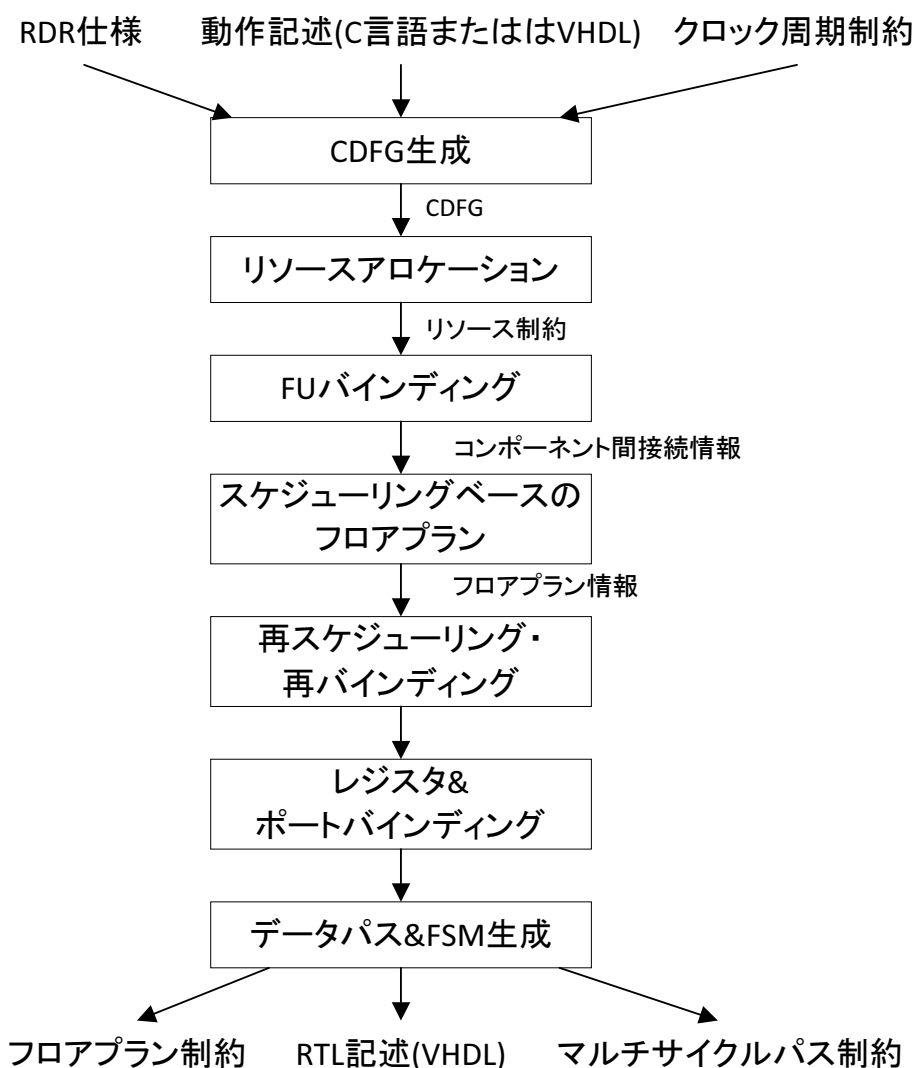 RDR仕様 動作記述(C言語またははVHDL) クロック周期制約
CDFG生成
CDFG
リソースアロケーション
リソース制約
FUバインディング
コンポーネント間接続情報
スケジューリングベースの
フロアプラン
フロアプラン情報
再スケジューリング・
再バインディング
レジスタ&
ポートバインディング
データパス&FSM生成
フロアプラン制約 RTL記述(VHDL) マルチサイクルパス制約